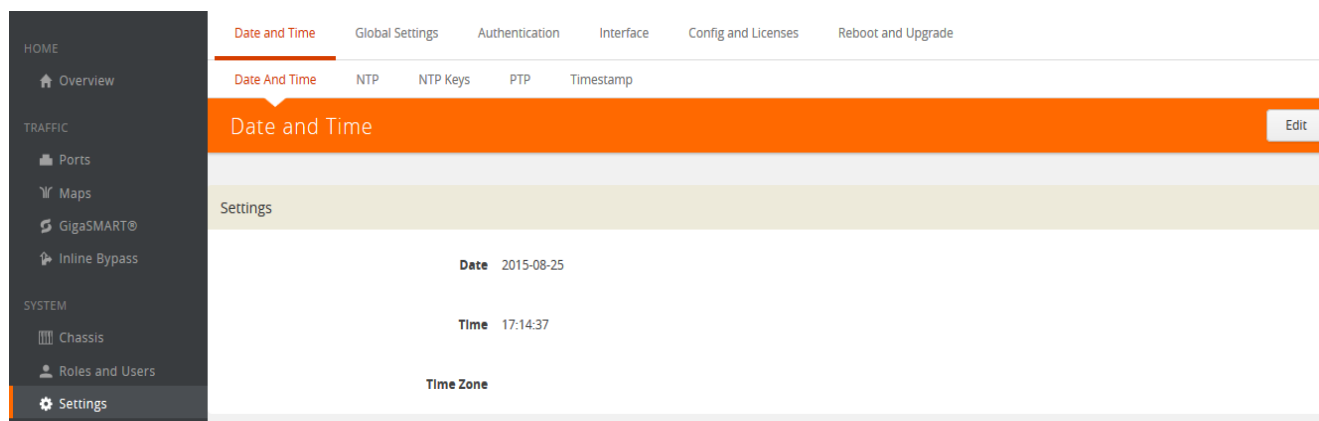 HOME
Overview
TRAFFIC
Ports
Maps
GigaSMART®
Inline Bypass
SYSTEM
Chassis
Roles and Users
Settings
Date and Time Global Settings Authentication Interface Config and Licenses Reboot and Upgrade
Date And Time NTP NTP Keys PTP Timestamp
Date and Time Edit
Settings
Date 2015-08-25
Time 17:14:37
Time Zone